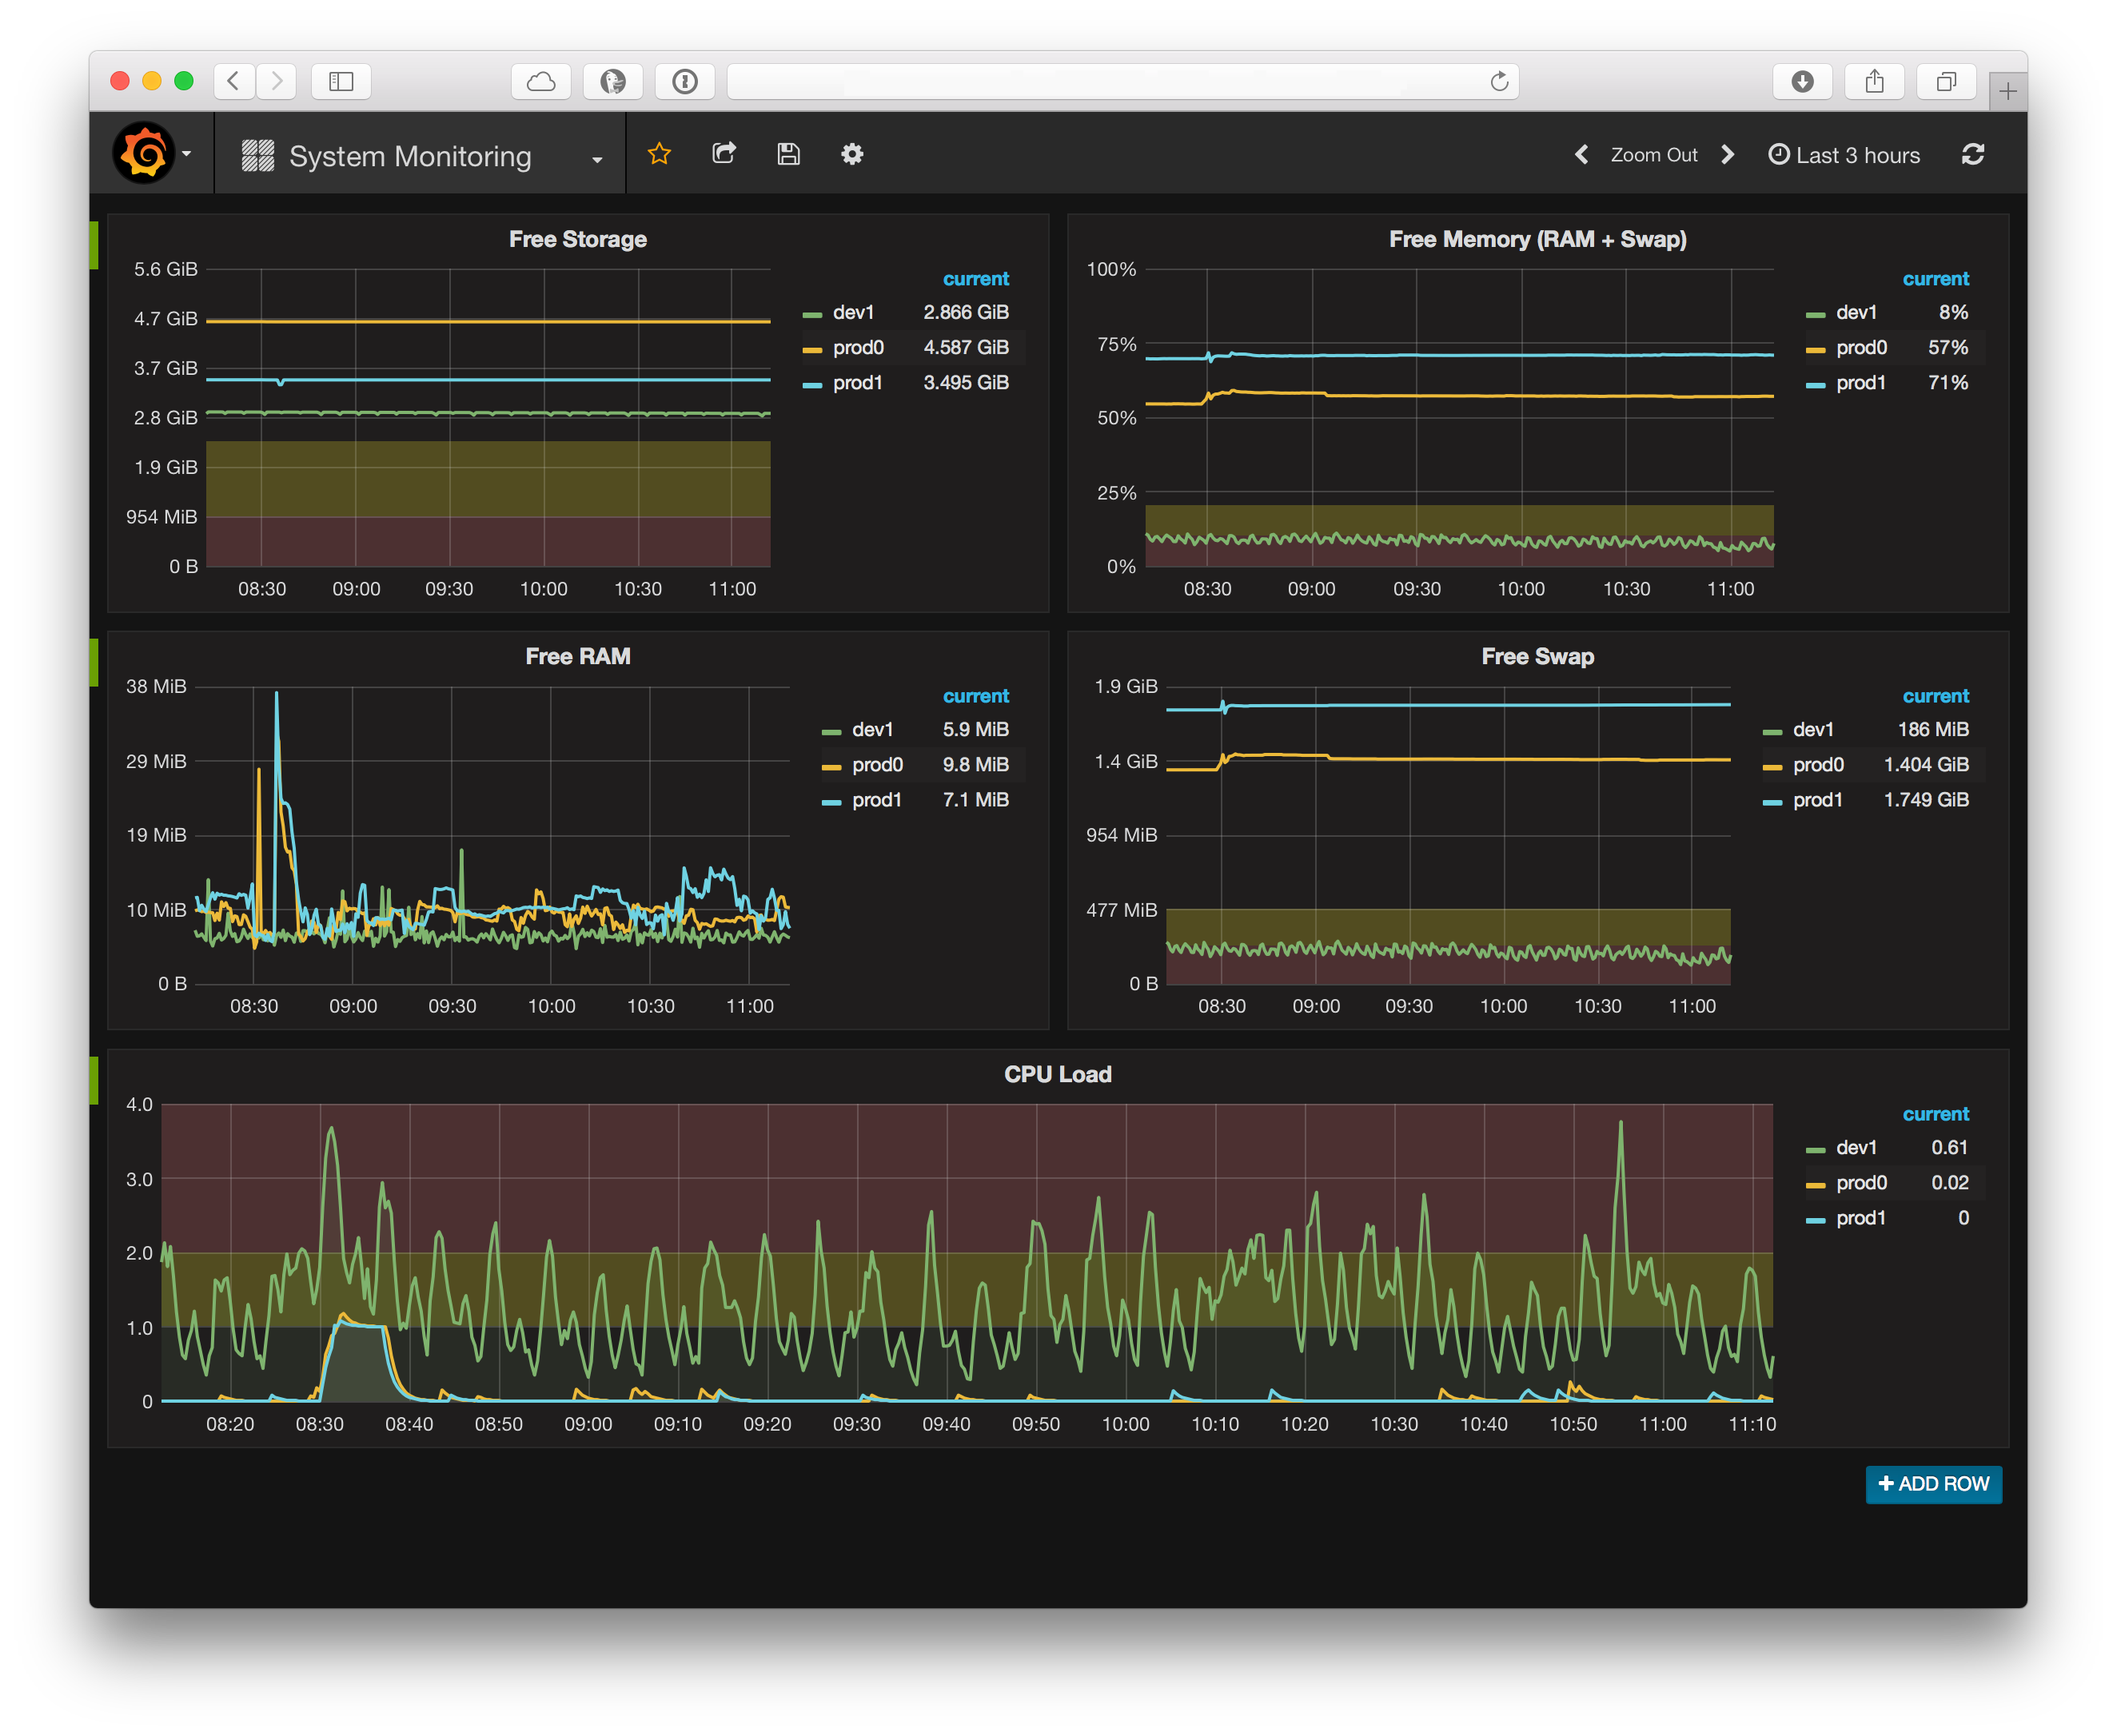 System Monitoring
Zoom Out
Last 3 hours
Free Storage
5.6 GiB
4.7 GiB
3.7 GiB
2.8 GiB
1.9 GiB
954 MiB
0 B
08:30 09:00 09:30 10:00 10:30 11:00
current
dev1 2.866 GiB
prod0 4.587 GiB
prod1 3.495 GiB
Free Memory (RAM + Swap)
100%
75%
50%
25%
0%
08:30 09:00 09:30 10:00 10:30 11:00
current
dev1 8%
prod0 57%
prod1 71%
Free RAM
38 MiB
29 MiB
19 MiB
10 MiB
0 B
08:30 09:00 09:30 10:00 10:30 11:00
current
dev1 5.9 MiB
prod0 9.8 MiB
prod1 7.1 MiB
Free Swap
1.9 GiB
1.4 GiB
954 MiB
477 MiB
0 B
08:30 09:00 09:30 10:00 10:30 11:00
current
dev1 186 MiB
prod0 1.404 GiB
prod1 1.749 GiB
CPU Load
4.0
3.0
2.0
1.0
0
08:20 08:30 08:40 08:50 09:00 09:10 09:20 09:30 09:40 09:50 10:00 10:10 10:20 10:30 10:40 10:50 11:00 11:10
current
dev1 0.61
prod0 0.02
prod1 0
+ ADD ROW